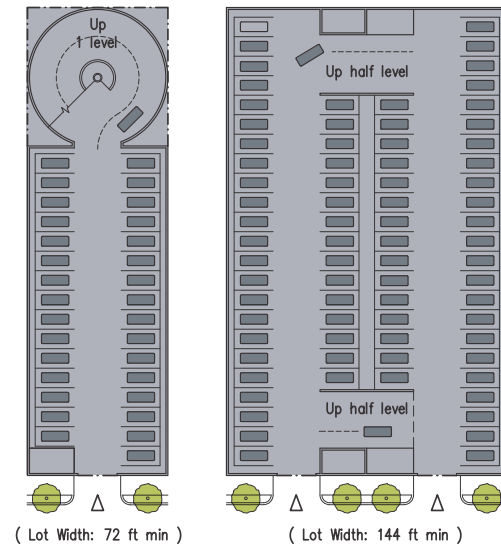 Up
1 level
Up half level
Up half level
( Lot Width: 72 ft min )
( Lot Width: 144 ft min )